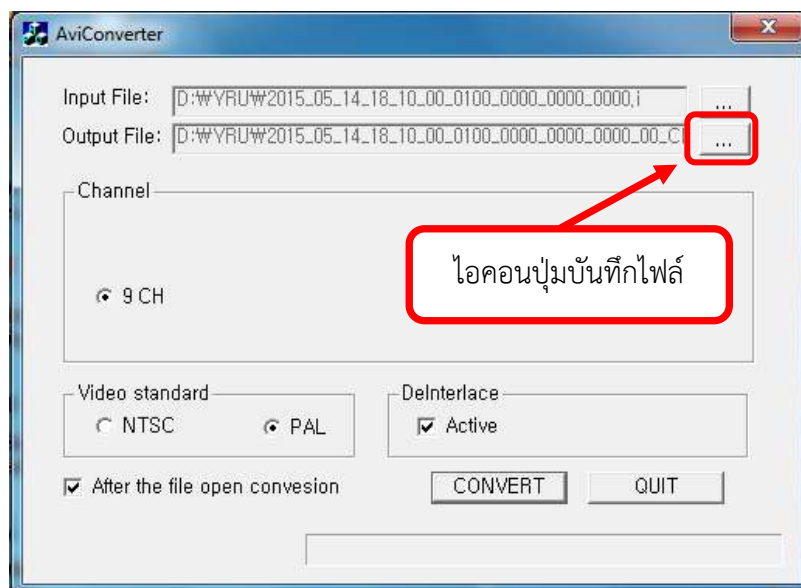 AviConverter
Input File: D:₩YRU₩2015_05_14_18_10_00_0100_0000_0000_0000,i ...
Output File: D:₩YRU₩2015_05_14_18_10_00_0100_0000_0000_0000_00_C ...
Channel
ไอคอนปุ่มบันทึกไฟล์
9 CH
Video standard DeInterlace
NTSC PAL Active
After the file open convesion CONVERT QUIT